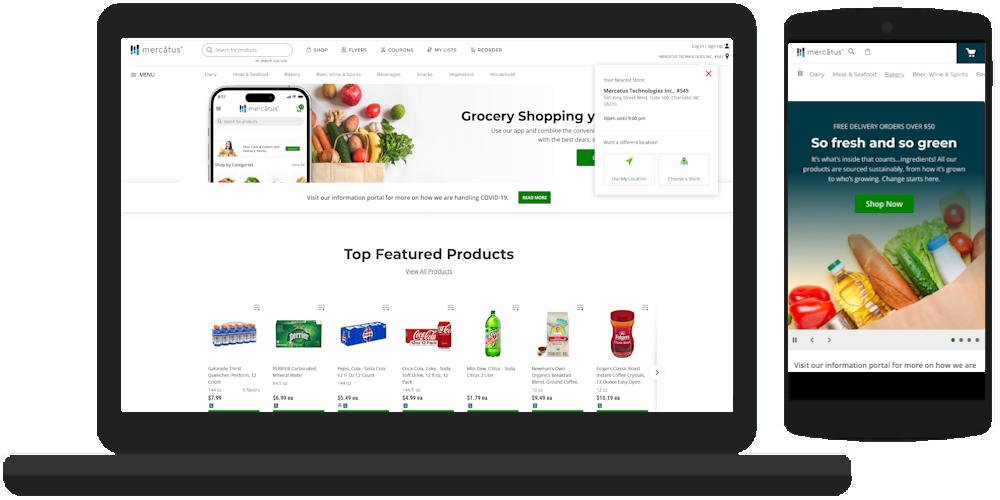 mercātus
Search for products
or search our site
SHOP
FLYERS
COUPONS
MY LISTS
REORDER
Log In / Sign Up
MERCATUS TECHNOLOGIES INC., #545
MENU
Dairy
Meat & Seafood
Bakery
Beer, Wine & Spirits
Beverages
Snacks
Vegetables
Household
Your Nearest Store:
Mercatus Technologies Inc., #545
545 King Street West, Suite 500, Charlotte, NC
28210
Open until 9:00 pm
Want a different location?
Use My Location
Choose a Store
mercātus
Search for products
Shop by Categories
View All
Grocery Shopping y
Use our app and combine the convenie
with the best deals, s
Visit our information portal for more on how we are handling COVID-19.
READ MORE
Top Featured Products
View All Products
Gatorade Thirst
Quencher, Perform, 12
Count
144 oz
6 flavors
$7.99
PERRIER Carbonated
Mineral Water
84.5 oz
$6.99 ea
Pepsi, Cola - Soda Cola
12 Fl Oz 12 Count
144 oz
$5.49 ea
Coca-Cola, Coke - Soda
Soft Drink, 12 fl oz, 12
Pack
144 fl oz
$4.99 ea
Mtn Dew, Citrus - Soda
Citrus 2 Liter
$1.79 ea
Newman's Own
Organics Breakfast
Blend, Ground Coffee,
10 oz
$9.49 ea
Folgers Classic Roast
Instant Coffee Crystals,
12 Ounce Easy-Open
12 oz
$10.19 ea
mercātus
Dairy
Meat & Seafood
Bakery
Beer, Wine & Spirits
Be
FREE DELIVERY ORDERS OVER $50
So fresh and so green
It's what's inside that counts...ingredients! All our
products are sourced sustainably, from how it's grown
to who's growing. Change starts here.
Shop Now
Visit our information portal for more on how we are